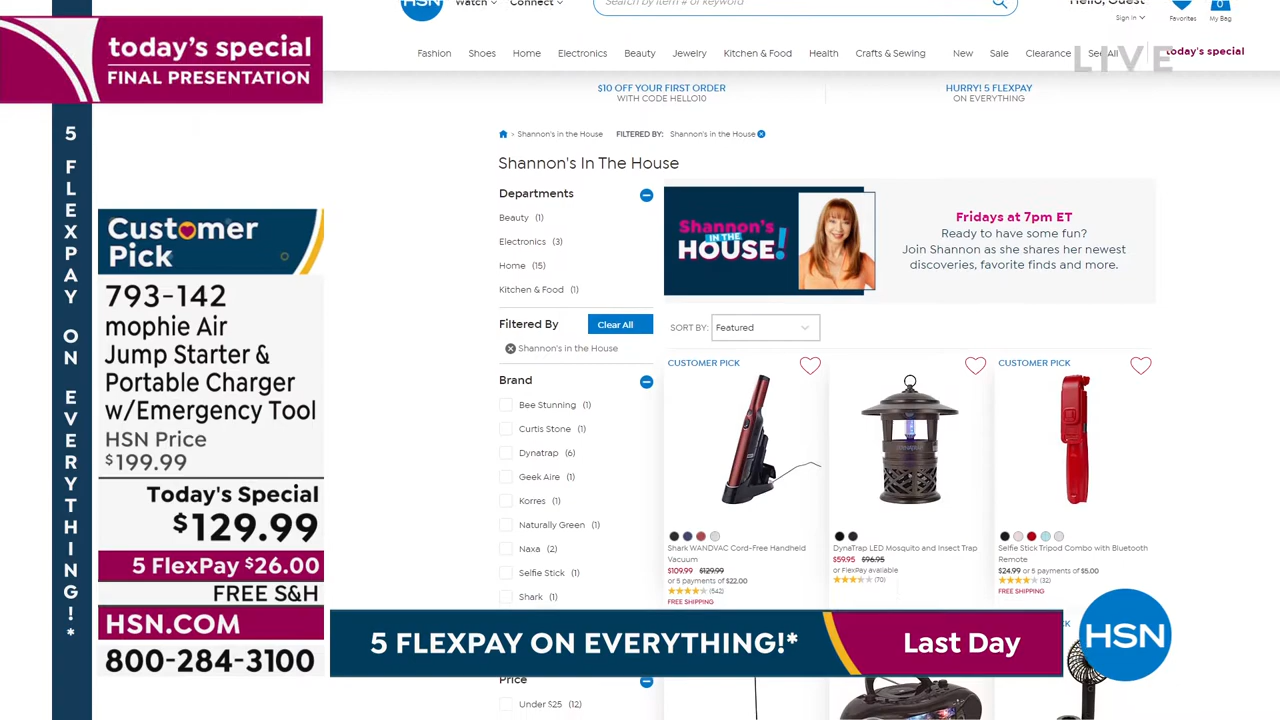 today's special
FINAL PRESENTATION
5 FLEXPAY ON EVERYTHING!*
Customer
Pick
793-142
mophie Air
Jump Starter &
Portable Charger
w/Emergency Tool
HSN Price
$199.99
Today's Special
$129.99
5 FlexPay $26.00
FREE S&H
HSN.COM
800-284-3100
HSN
Watch
Connect
Search by item # or keyword
Hello, Guest
Sign In
Favorites
0
My Bag
Fashion Shoes Home Electronics Beauty Jewelry Kitchen & Food Health Crafts & Sewing New Sale Clearance See All today's special
LIVE
$10 OFF YOUR FIRST ORDER
WITH CODE HELLO10
HURRY! 5 FLEXPAY
ON EVERYTHING
> Shannon's in the House FILTERED BY: Shannon's in the House
Shannon's In The House
Departments
Beauty (1)
Electronics (3)
Home (15)
Kitchen & Food (1)
Filtered By
Clear All
Shannon's in the House
Brand
Bee Stunning (1)
Curtis Stone (1)
Dynatrap (6)
Geek Aire (1)
Korres (1)
Naturally Green (1)
Naxa (2)
Selfie Stick (1)
Shark (1)
Price
Under $25 (12)
Shannon's
IN THE
HOUSE!
Fridays at 7pm ET
Ready to have some fun?
Join Shannon as she shares her newest
discoveries, favorite finds and more.
SORT BY: Featured
CUSTOMER PICK
Shark WANDVAC Cord-Free Handheld
Vacuum
$109.99 $129.99
or 5 payments of $22.00
(542)
FREE SHIPPING
DynaTrap LED Mosquito and Insect Trap
$59.95 $96.95
or FlexPay available
(70)
CUSTOMER PICK
Selfie Stick Tripod Combo with Bluetooth
Remote
$24.99 or 5 payments of $5.00
(32)
FREE SHIPPING
5 FLEXPAY ON EVERYTHING!*
Last Day
HSN